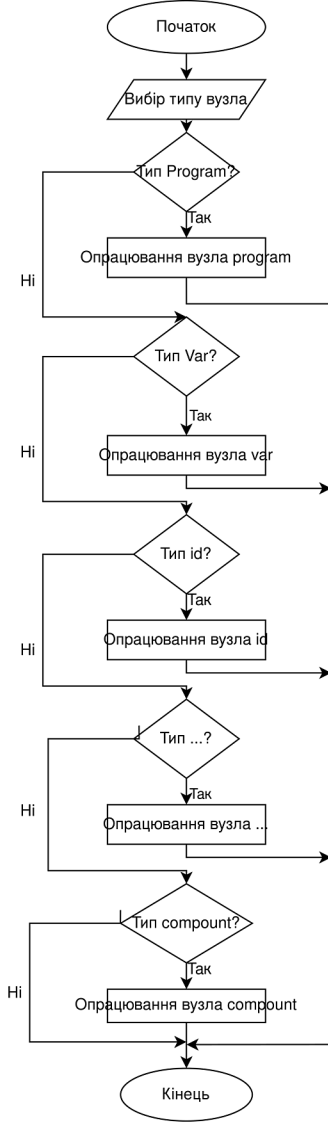 Початок
Вибір типу вузла
Тип Program?
Так
Опрацювання вузла program
Ні
Тип Var?
Так
Опрацювання вузла var
Ні
Тип id?
Так
Опрацювання вузла id
Ні
Тип ...?
Так
Опрацювання вузла ...
Ні
Тип compount?
Так
Опрацювання вузла compount
Ні
Кінець